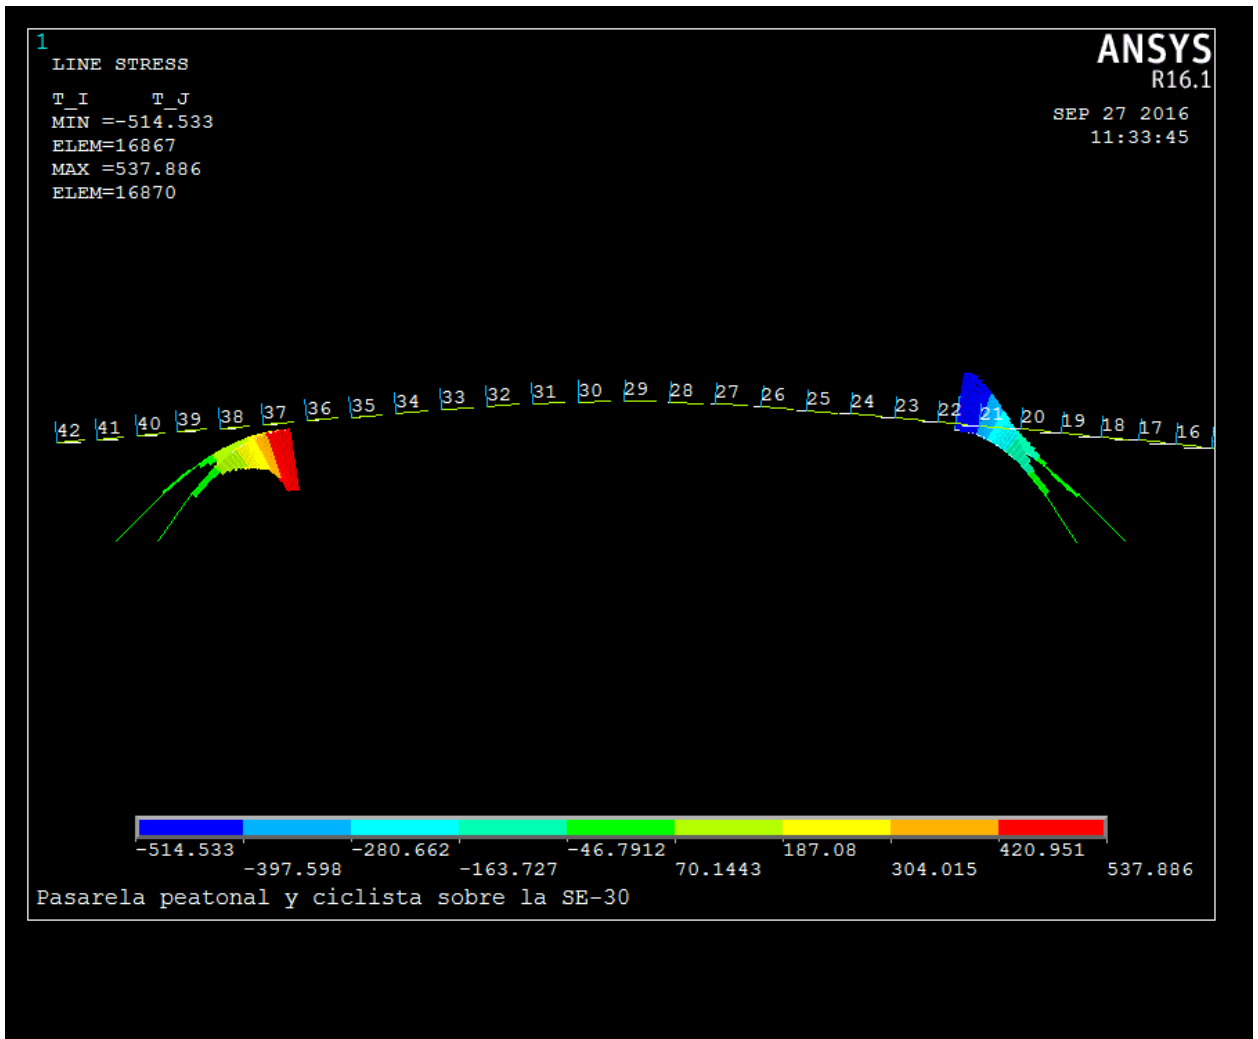 1
LINE STRESS
T_I T_J
MIN =-514.533
ELEM=16867
MAX =537.886
ELEM=16870
ANSYS
R16.1
SEP 27 2016
11:33:45
42 41 40 39 38 37 36 35 34 33 32 31 30 29 28 27 26 25 24 23 22 21 20 19 18 17 16
-514.533 -280.662 -46.7912 187.08 420.951
-397.598 -163.727 70.1443 304.015 537.886
Pasarela peatonal y ciclista sobre la SE-30